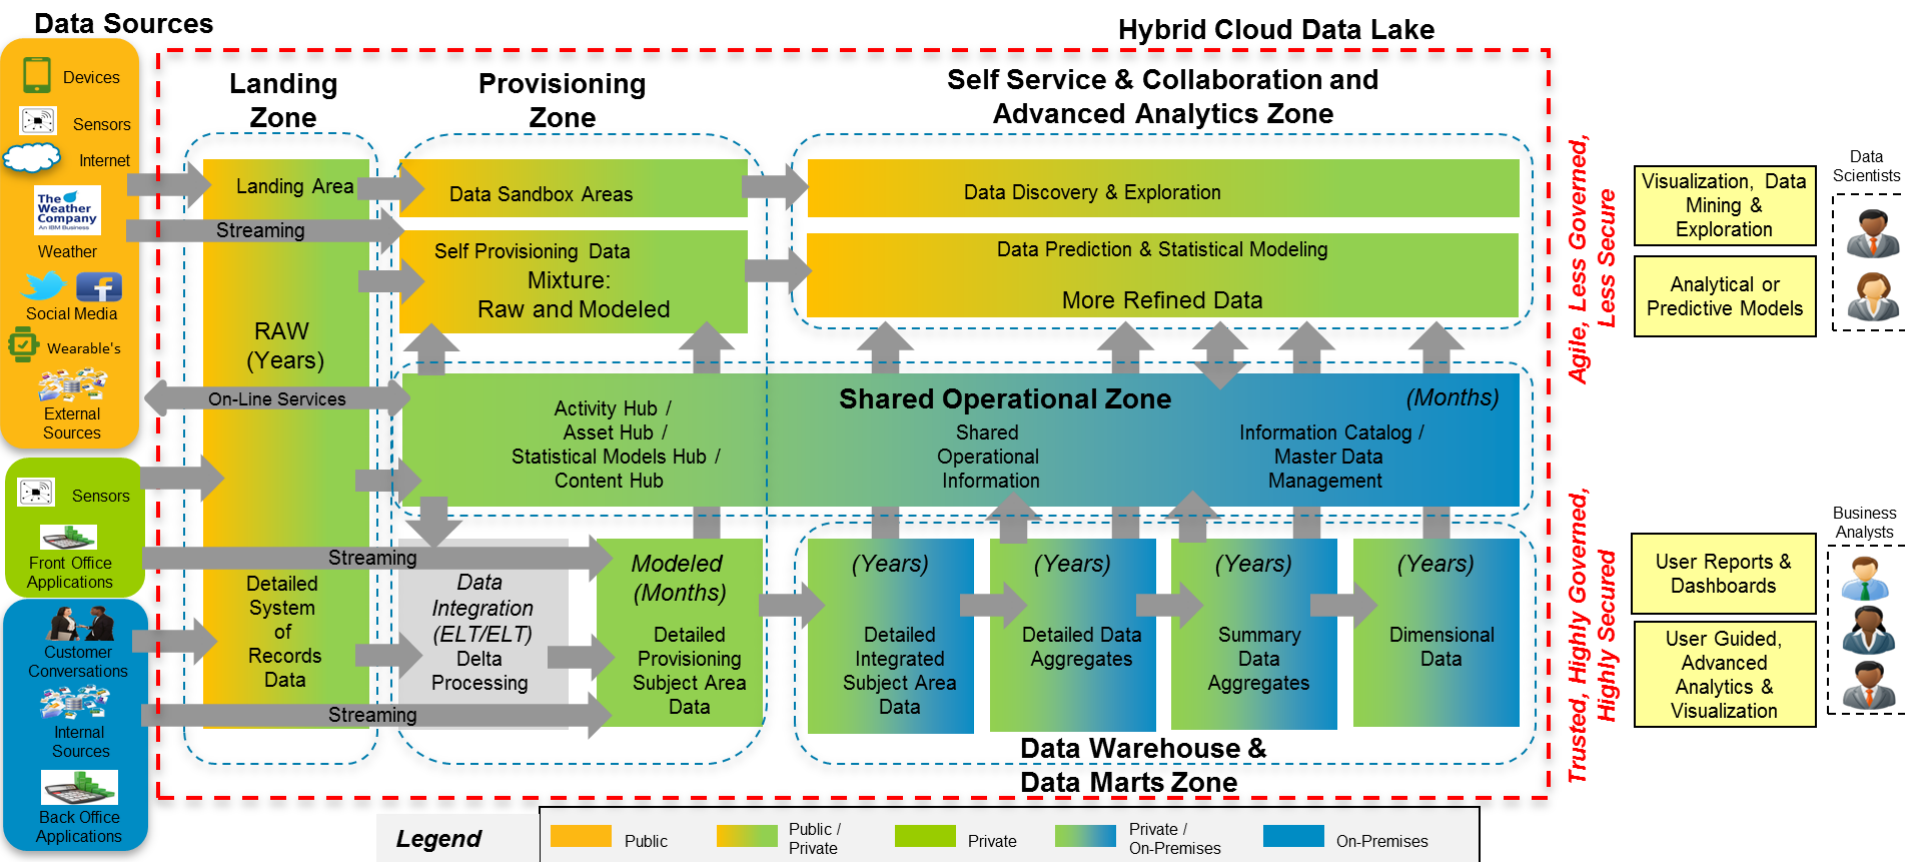 Data Sources
Hybrid Cloud Data Lake
Devices
Sensors
Internet
The
Weather
Company
An IBM Business
Weather
Social Media
Wearable's
External
Sources
Sensors
Front Office
Applications
Customer
Conversations
Internal
Sources
Back Office
Applications
Landing
Zone
Landing Area
Streaming
RAW
(Years)
On-Line Services
Streaming
Detailed
System
of
Records
Data
Streaming
Provisioning
Zone
Data Sandbox Areas
Self Provisioning Data
Mixture:
Raw and Modeled
Self Service & Collaboration and
Advanced Analytics Zone
Data Discovery & Exploration
Data Prediction & Statistical Modeling
More Refined Data
Shared Operational Zone
(Months)
Activity Hub /
Asset Hub /
Statistical Models Hub /
Content Hub
Shared
Operational
Information
Information Catalog /
Master Data
Management
Data
Integration
(ELT/ELT)
Delta
Processing
Modeled
(Months)
Detailed
Provisioning
Subject Area
Data
(Years)
Detailed
Integrated
Subject Area
Data
(Years)
Detailed Data
Aggregates
(Years)
Summary
Data
Aggregates
(Years)
Dimensional
Data
Data Warehouse &
Data Marts Zone
Agile, Less Governed,
Less Secure
Trusted, Highly Governed,
Highly Secured
Visualization, Data
Mining &
Exploration
Analytical or
Predictive Models
Data
Scientists
User Reports &
Dashboards
User Guided,
Advanced
Analytics &
Visualization
Business
Analysts
Legend
Public
Public /
Private
Private
Private /
On-Premises
On-Premises